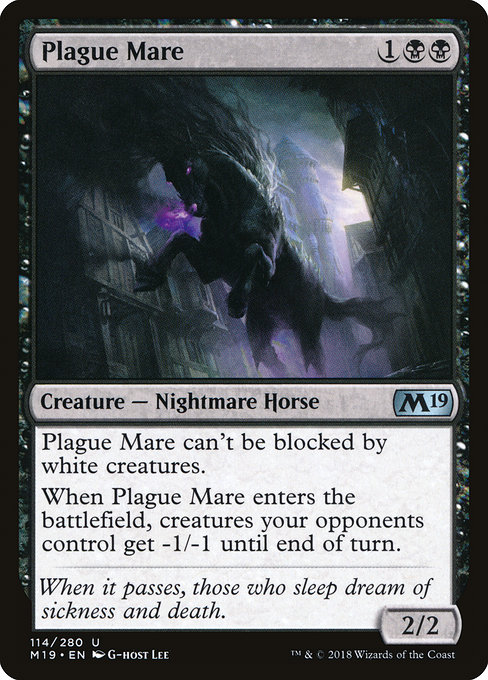 Plague Mare 1
Creature — Nightmare Horse M19
Plague Mare can't be blocked by
white creatures.
When Plague Mare enters the
battlefield, creatures your opponents
control get -1/-1 until end of turn.
When it passes, those who sleep dream of
sickness and death.
2/2
114/280 U
M19 • EN G-HOST LEE ™ & © 2018 Wizards of the Coast